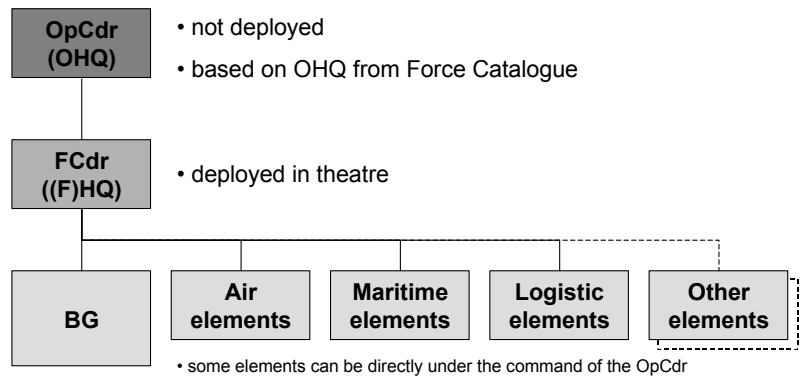 OpCdr
(OHQ)
• not deployed
• based on OHQ from Force Catalogue
FCdr
((F)HQ)
• deployed in theatre
BG
Air
elements
Maritime
elements
Logistic
elements
Other
elements
• some elements can be directly under the command of the OpCdr